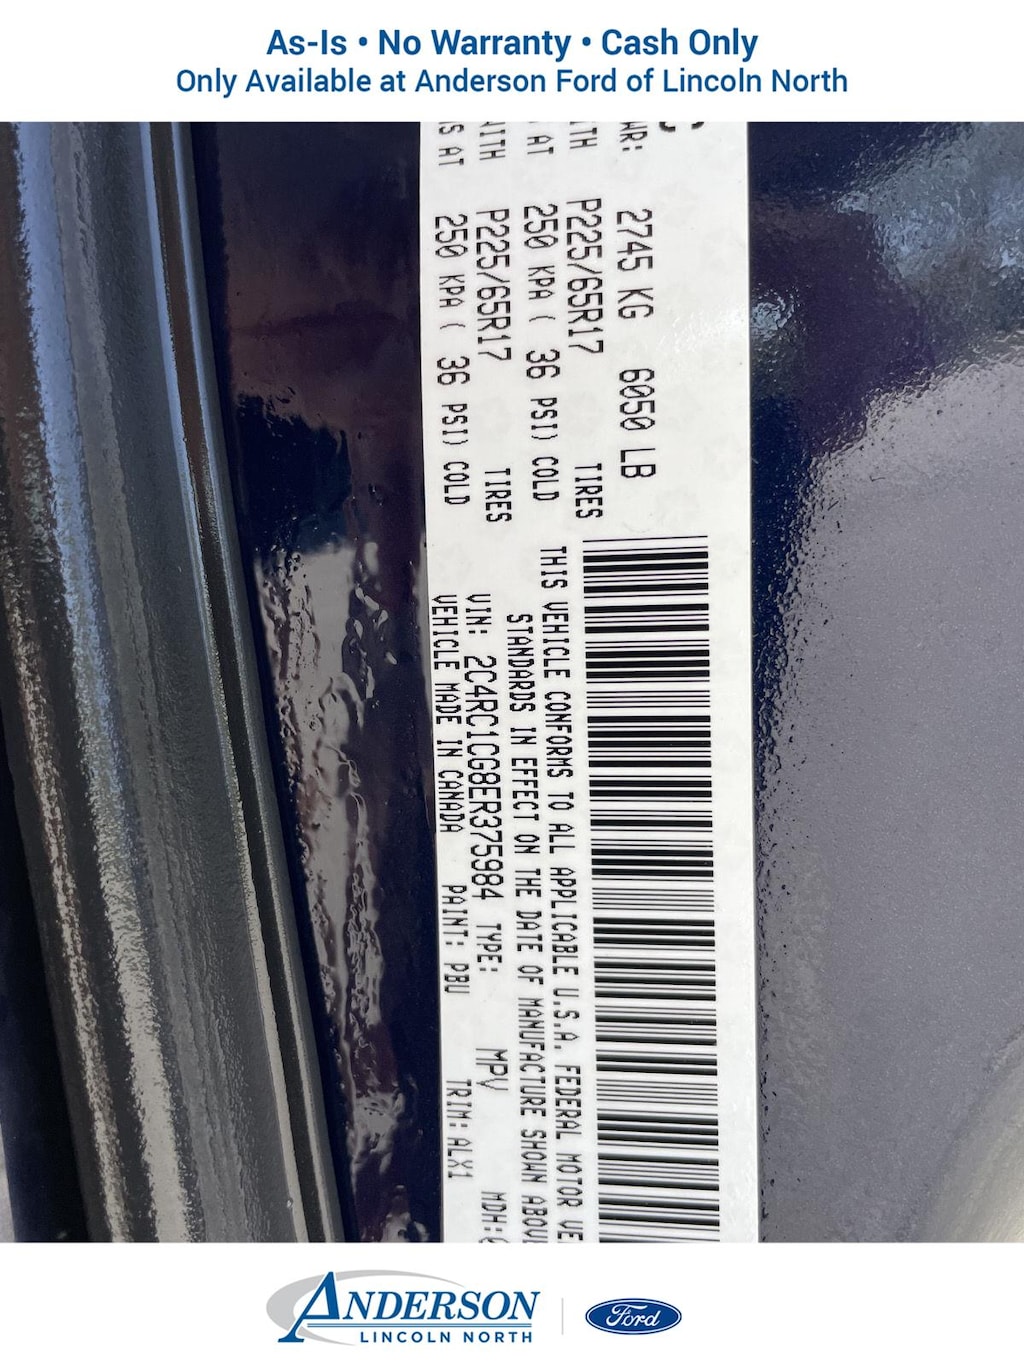 As-Is • No Warranty • Cash Only
Only Available at Anderson Ford of Lincoln North
2745 KG 6050 LB
P225/65R17 TIRES
250 KPA ( 36 PSI) COLD
P225/65R17 TIRES
AT 250 KPA ( 36 PSI) COLD
AT
THIS VEHICLE CONFORMS TO ALL APPLICABLE U.S.A. FEDERAL MOTOR
STANDARDS IN EFFECT ON THE DATE OF MANUFACTURE SHOWN
VIN: 2C4RC1CG8ER375984 TYPE: MPV MDH:
VEHICLE MADE IN CANADA PAINT: PBU TRIM: ALX1
ANDERSON
LINCOLN NORTH
Ford